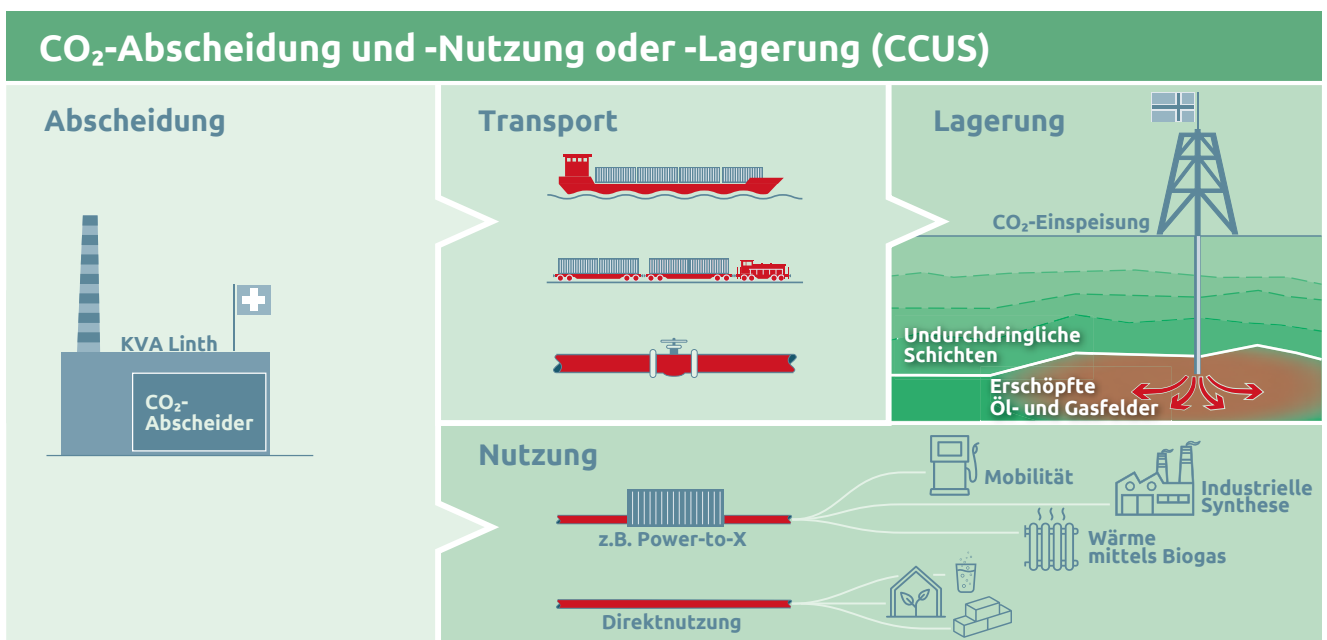 CO₂-Abscheidung und -Nutzung oder -Lagerung (CCUS)
Abscheidung
KVA Linth
CO₂-
Abscheider
Transport
Lagerung
CO₂-Einspeisung
Undurchdringliche
Schichten
Erschöpfte
Öl- und Gasfelder
Nutzung
z.B. Power-to-X
Mobilität
Industrielle
Synthese
Wärme
mittels Biogas
Direktnutzung